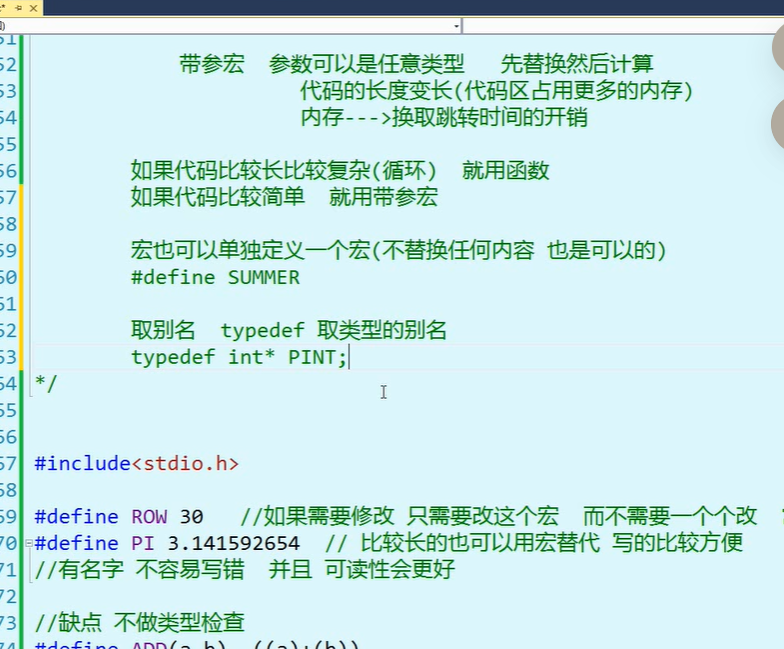 52 带参宏 参数可以是任意类型 先替换然后计算
53 代码的长度变长(代码区占用更多的内存)
54 内存--->换取跳转时间的开销
55
56 如果代码比较长比较复杂(循环) 就用函数
57 如果代码比较简单 就用带参宏
58
59 宏也可以单独定义一个宏(不替换任何内容 也是可以的)
60 #define SUMMER
61
62 取别名 typedef 取类型的别名
63 typedef int* PINT;
64 */
65
66
67 #include<stdio.h>
68
69 #define ROW 30 //如果需要修改 只需要改这个宏 而不需要一个个改
70 #define PI 3.141592654 // 比较长的也可以用宏替代 写的比较方便
71 //有名字 不容易写错 并且 可读性会更好
72
73 //缺点 不做类型检查
74 #define ADD(a,b) ((a)+(b))